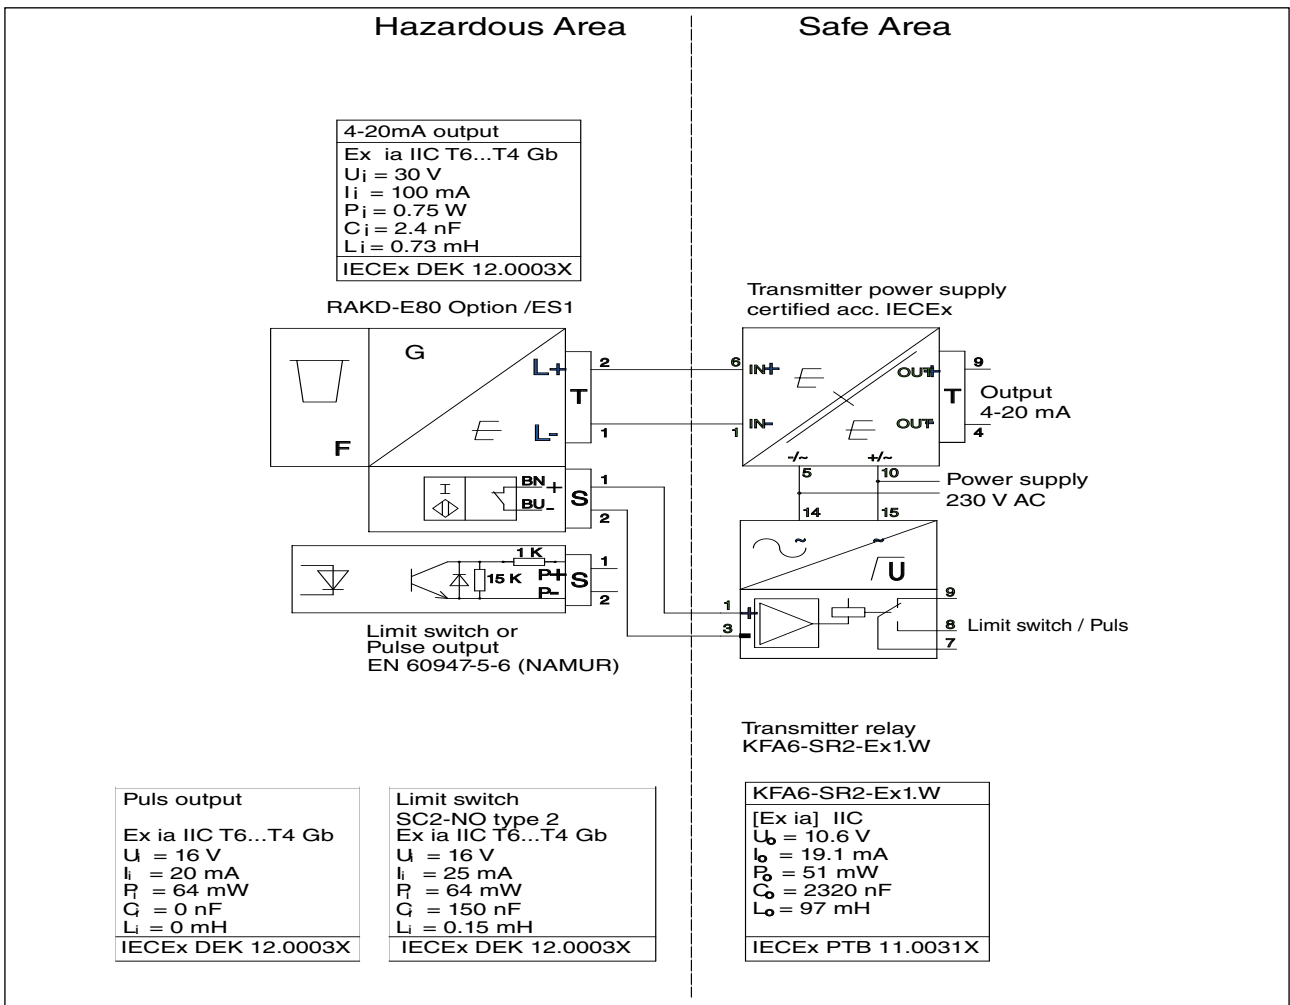 Hazardous Area
Safe Area
4-20mA output
Ex ia IIC T6...T4 Gb
Ui = 30 V
Ii = 100 mA
Pi = 0.75 W
Ci = 2.4 nF
Li = 0.73 mH
IECEx DEK 12.0003X
RAKD-E80 Option /ES1
Transmitter power supply
certified acc. IECEx
G
F
E
L+
L-
T
2
1
6
1
IN+
IN-
E
E
OUT+
OUT-
T
9
4
Output
4-20 mA
-/~
+/~
5
10
Power supply
230 V AC
14
15
I
BN +
BU -
S
1
2
1 K
15 K
P+
P-
S
1
2
~
~
U
1
+
3
-
9
8
7
Limit switch / Puls
Limit switch or
Pulse output
EN 60947-5-6 (NAMUR)
Transmitter relay
KFA6-SR2-Ex1.W
Puls output
Ex ia IIC T6...T4 Gb
Ui = 16 V
Ii = 20 mA
Pi = 64 mW
Ci = 0 nF
Li = 0 mH
IECEx DEK 12.0003X
Limit switch
SC2-NO type 2
Ex ia IIC T6...T4 Gb
Ui = 16 V
Ii = 25 mA
Pi = 64 mW
Ci = 150 nF
Li = 0.15 mH
IECEx DEK 12.0003X
KFA6-SR2-Ex1.W
[Ex ia] IIC
Uo = 10.6 V
Io = 19.1 mA
Po = 51 mW
Co = 2320 nF
Lo = 97 mH
IECEx PTB 11.0031X